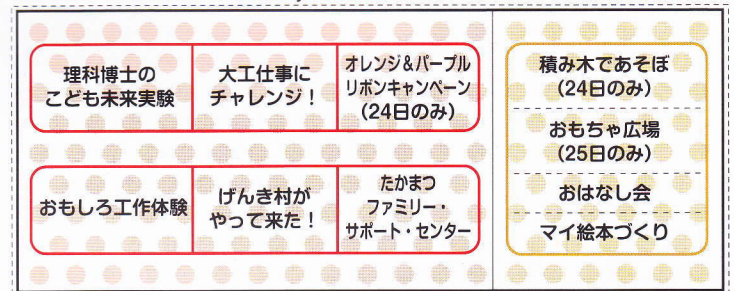 理科博士の
こども未来実験
大工仕事に
チャレンジ！
オレンジ&パープル
リボンキャンペーン
(24日のみ)
おもしろ工作体験
げんき村が
やって来た！
たかまつ
ファミリー・
サポート・センター
積み木であそぼ
(24日のみ)
おもちゃ広場
(25日のみ)
おはなし会
マイ絵本づくり